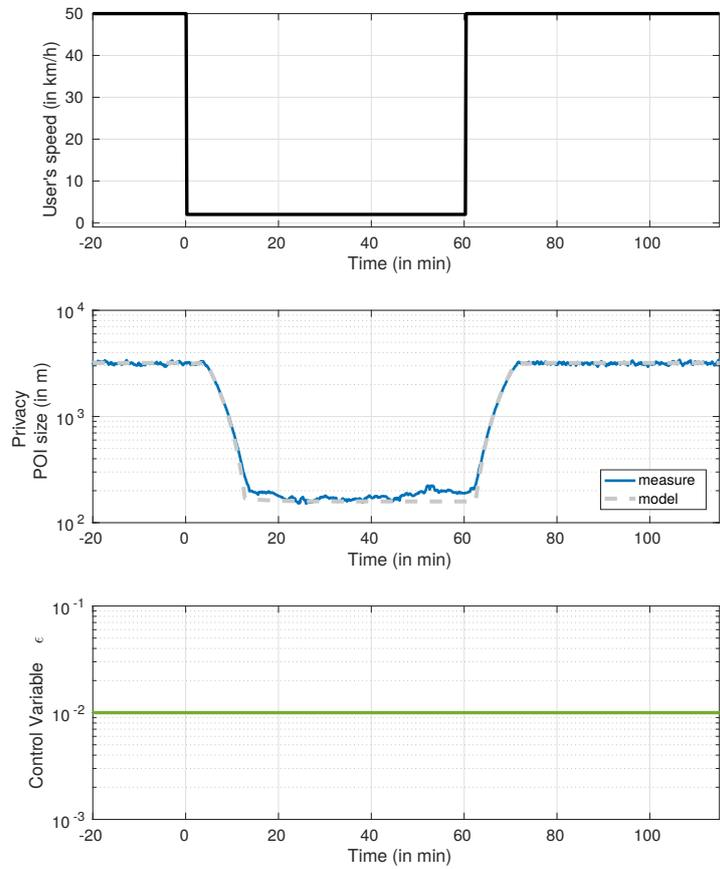 50
40
30
20
10
0
User's speed (in km/h)
-20 0 20 40 60 80 100
Time (in min)
10^4
10^3
10^2
Privacy
POI size (in m)
measure
model
-20 0 20 40 60 80 100
Time (in min)
10^-1
10^-2
10^-3
Control Variable ϵ
-20 0 20 40 60 80 100
Time (in min)